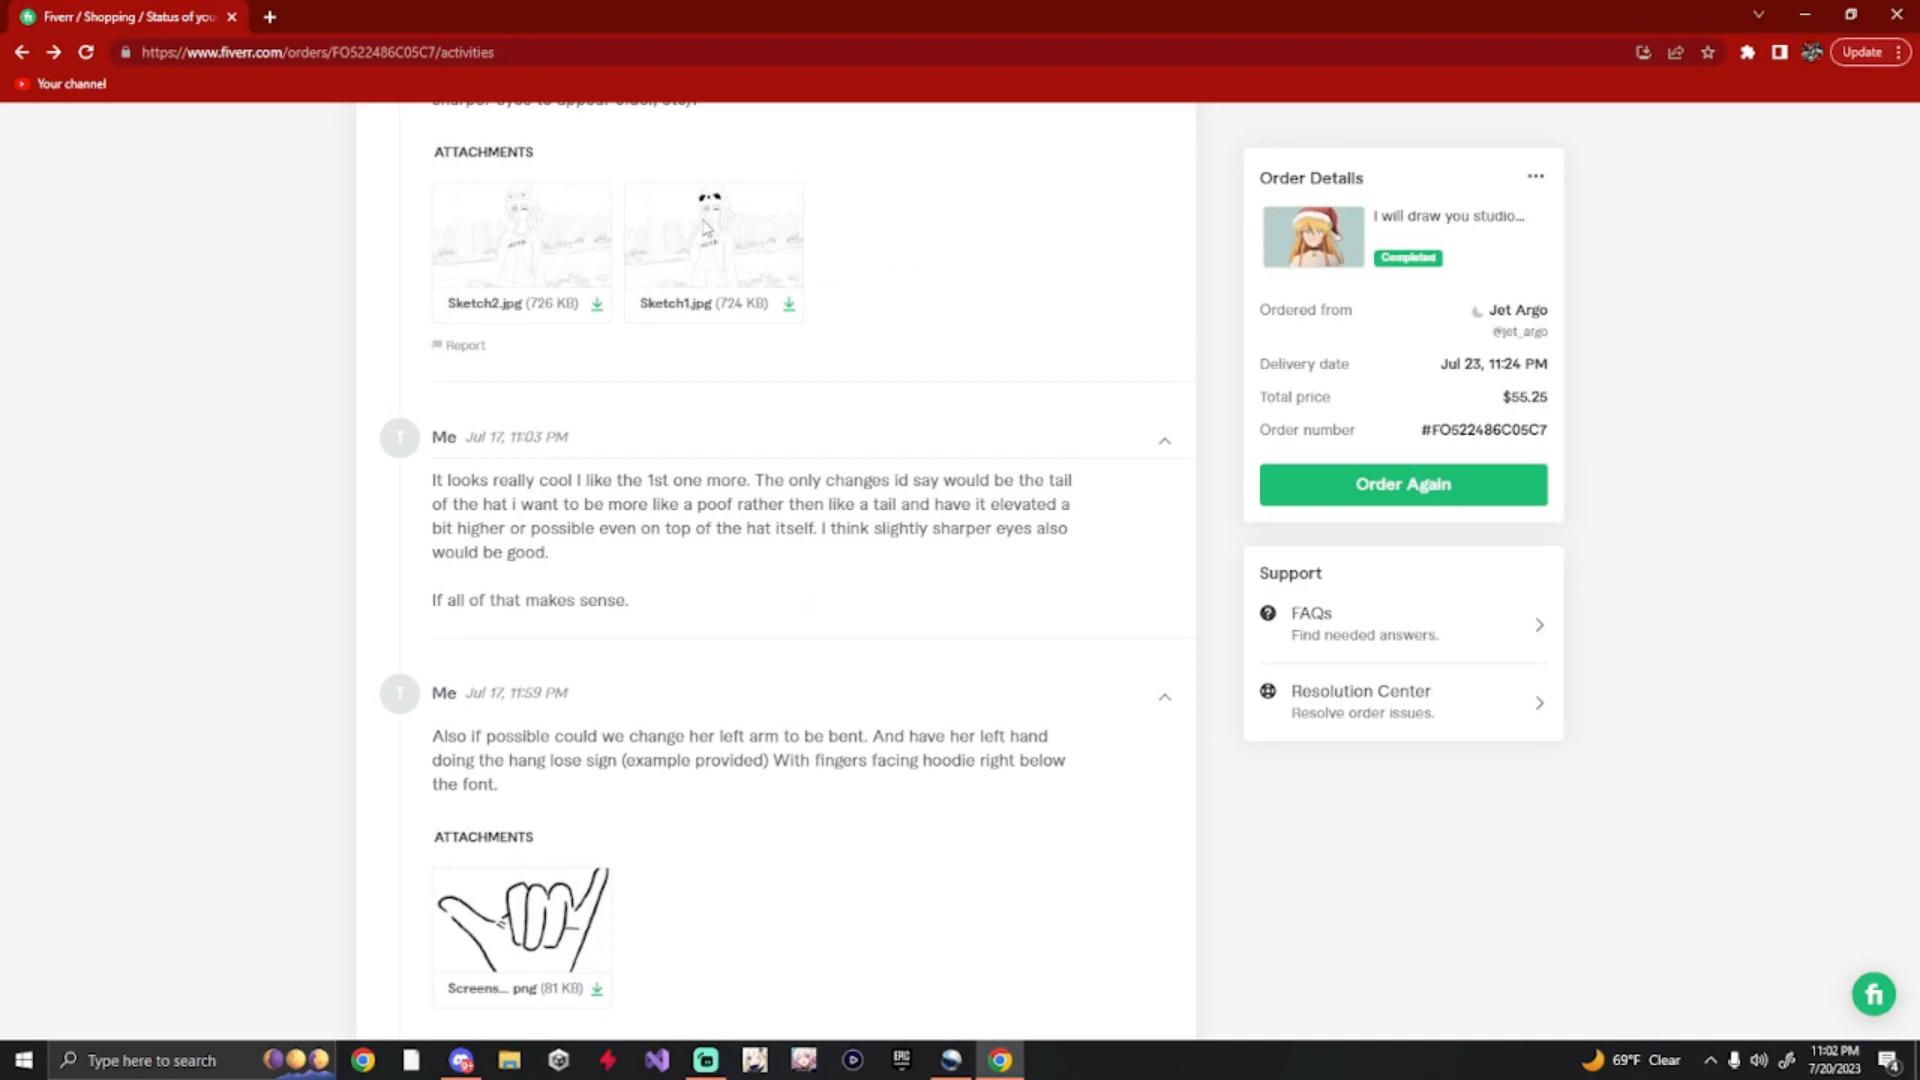 Fiverr / Shopping / Status of you
https://www.fiverr.com/orders/FO522486C05C7/activities
Update
Your channel
sharper eyes to appear older, etc).
ATTACHMENTS
Sketch2.jpg (726 KB)
Sketch1.jpg (724 KB)
Report
Me Jul 17, 11:03 PM
It looks really cool I like the 1st one more. The only changes id say would be the tail
of the hat i want to be more like a poof rather then like a tail and have it elevated a
bit higher or possible even on top of the hat itself. I think slightly sharper eyes also
would be good.
If all of that makes sense.
T
Me Jul 17, 11:59 PM
Also if possible could we change her left arm to be bent. And have her left hand
doing the hang lose sign (example provided) With fingers facing hoodie right below
the font.
T
ATTACHMENTS
Screens... png (81 KB)
Order Details
I will draw you studio...
Completed
Ordered from Jet Argo
@jet_argo
Delivery date Jul 23, 11:24 PM
Total price $55.25
Order number #FO522486C05C7
Order Again
Support
FAQs
Find needed answers.
Resolution Center
Resolve order issues.
fi
Type here to search
EPIC
69°F Clear
11:02 PM
7/20/2023
4